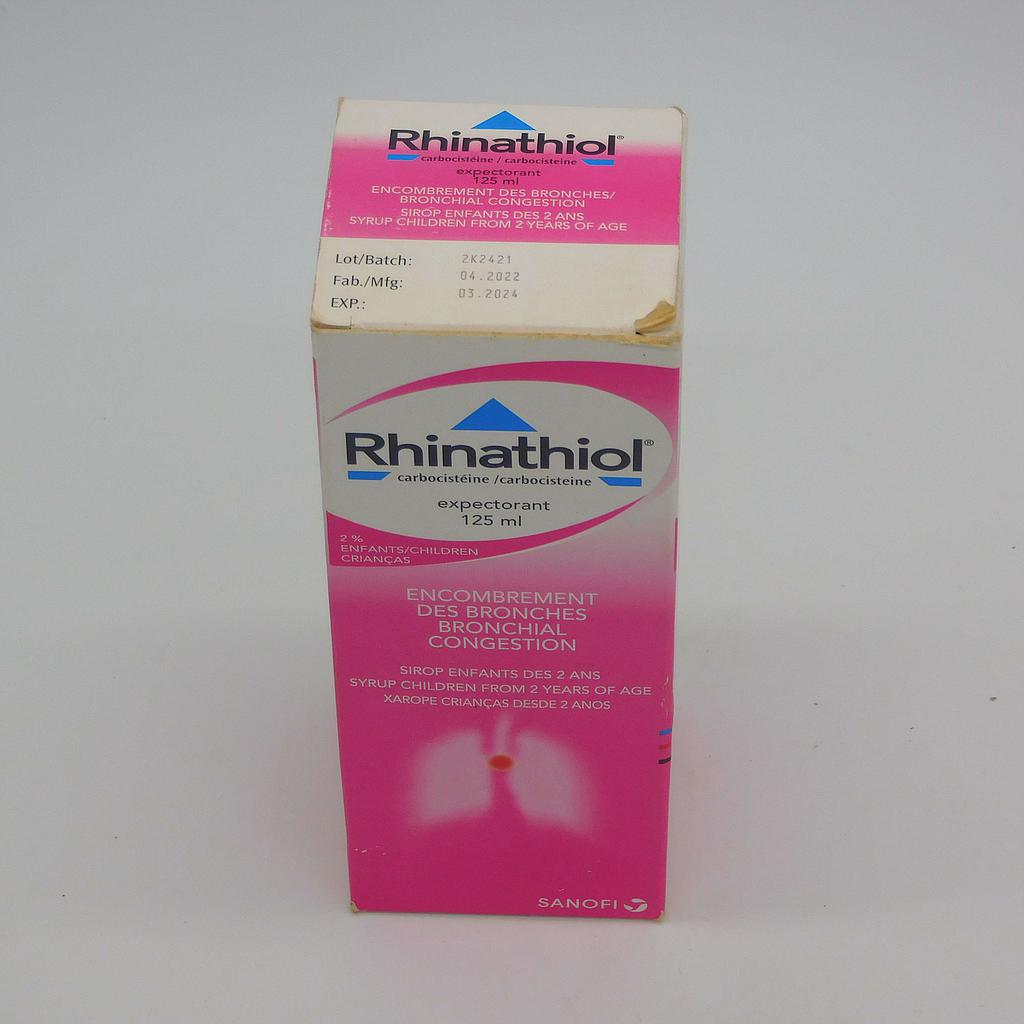 Rhinathiol®
carbocistéine / carbocisteine
expectorant
125 ml
ENCOMBREMENT DES BRONCHES/
BRONCHIAL CONGESTION
SIROP ENFANTS DES 2 ANS
SYRUP CHILDREN FROM 2 YEARS OF AGE
Lot/Batch: 2K2421
Fab./Mfg: 04.2022
EXP.: 03.2024
Rhinathiol®
carbocistéine /carbocisteine
expectorant
125 ml
2 %
ENFANTS/CHILDREN
CRIANÇAS
ENCOMBREMENT
DES BRONCHES
BRONCHIAL
CONGESTION
SIROP ENFANTS DES 2 ANS
SYRUP CHILDREN FROM 2 YEARS OF AGE
XAROPE CRIANÇAS DESDE 2 ANOS
SANOFI